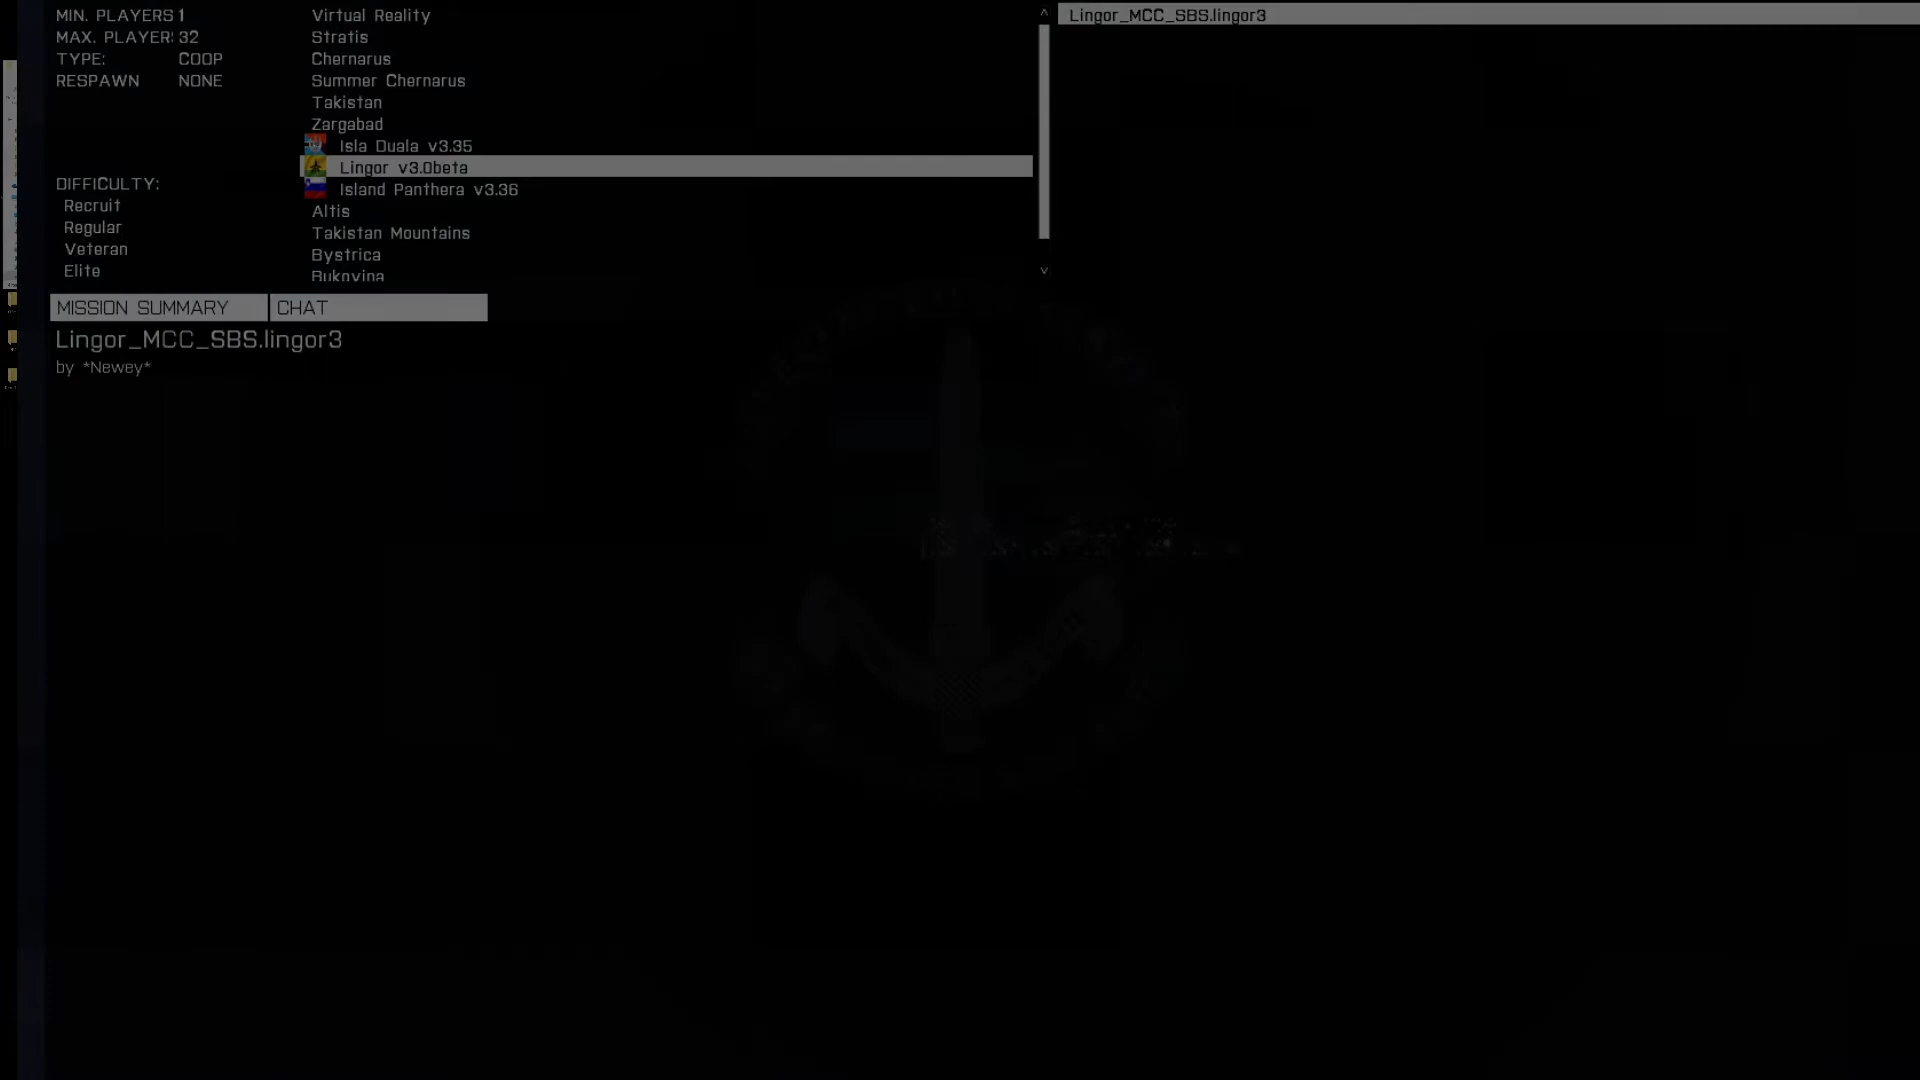 MIN. PLAYERS 1
MAX. PLAYER 32
TYPE: COOP
RESPAWN NONE
DIFFICULTY:
Recruit
Regular
Veteran
Elite
Virtual Reality
Stratis
Chernarus
Summer Chernarus
Takistan
Zargabad
Isla Duala v3.35
Lingor v3.0beta
Island Panthera v3.36
Altis
Takistan Mountains
Bystrica
Bukovina
Lingor_MCC_SBS.lingor3
MISSION SUMMARY
CHAT
Lingor_MCC_SBS.lingor3
by *Newey*